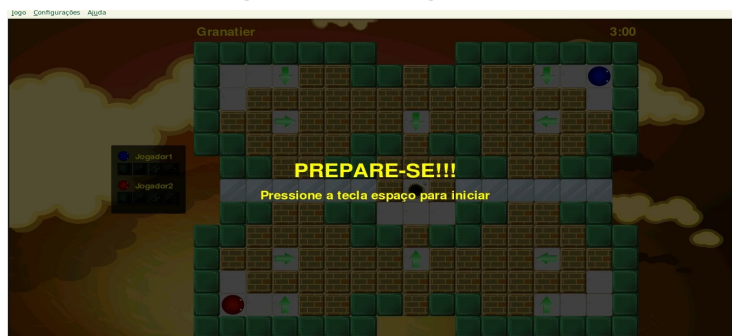 Jogo Configurações Ajuda
Granatier 3:00
Jogador1
Jogador2
PREPARE-SE!!!
Pressione a tecla espaço para iniciar